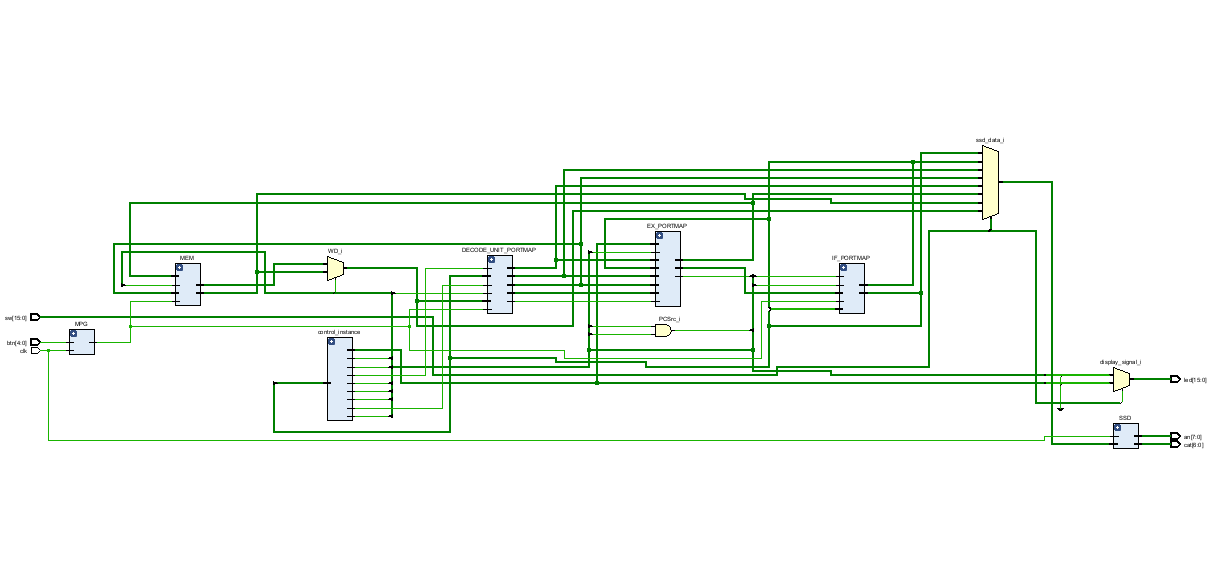 ssd_data_i
EX_PORTMAP
WD_i
DECODE_UNIT_PORTMAP
MEM
IF_PORTMAP
sw[15:0]
MPG
PCSrc_i
control_instance
btn[4:0]
clk
display_signal_i
led[15:0]
SSD
an[7:0]
cat[6:0]